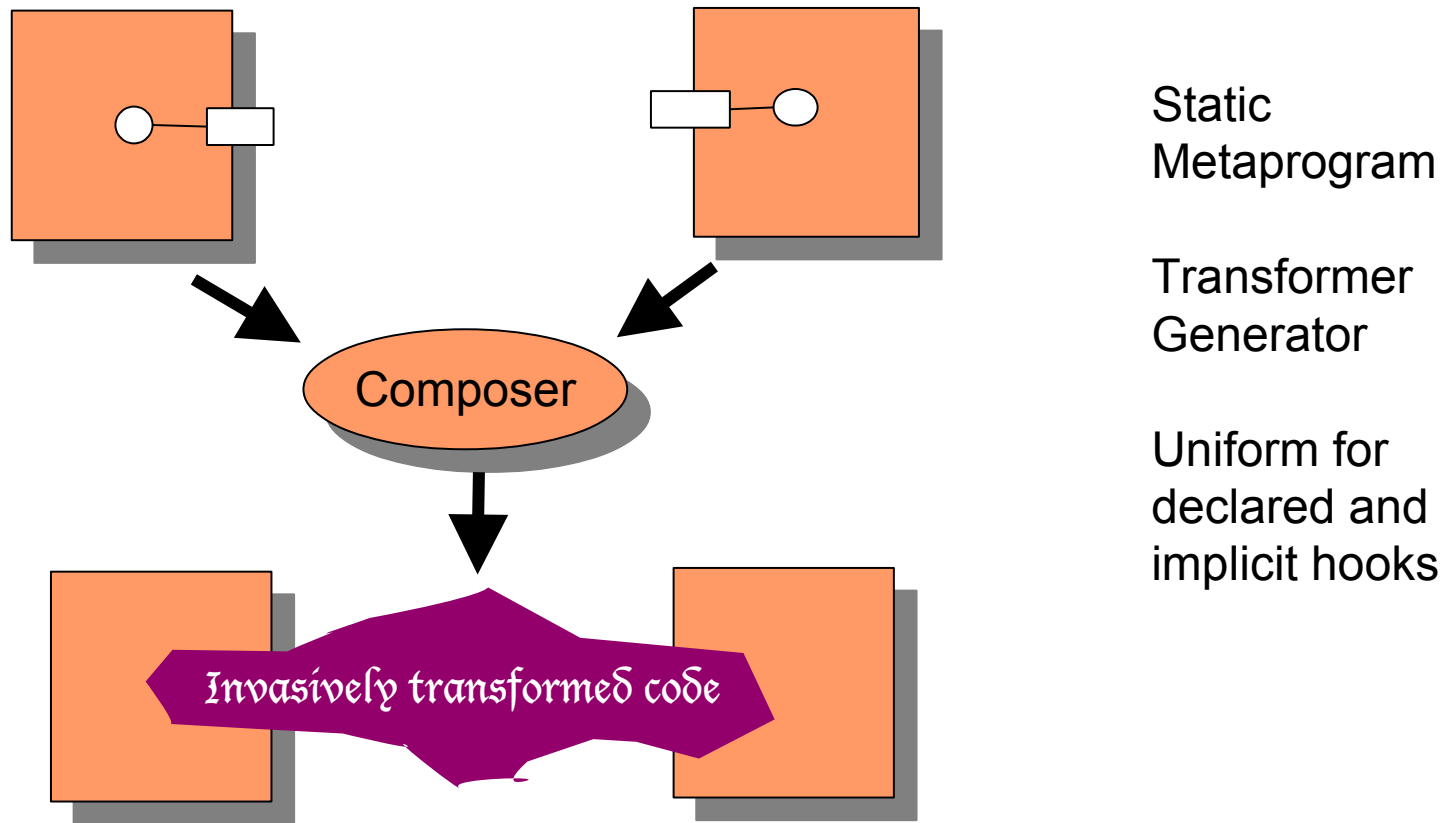 Static
Metaprogram
Transformer
Generator
Composer
Uniform for
declared and
implicit hooks
Invasively transformed code